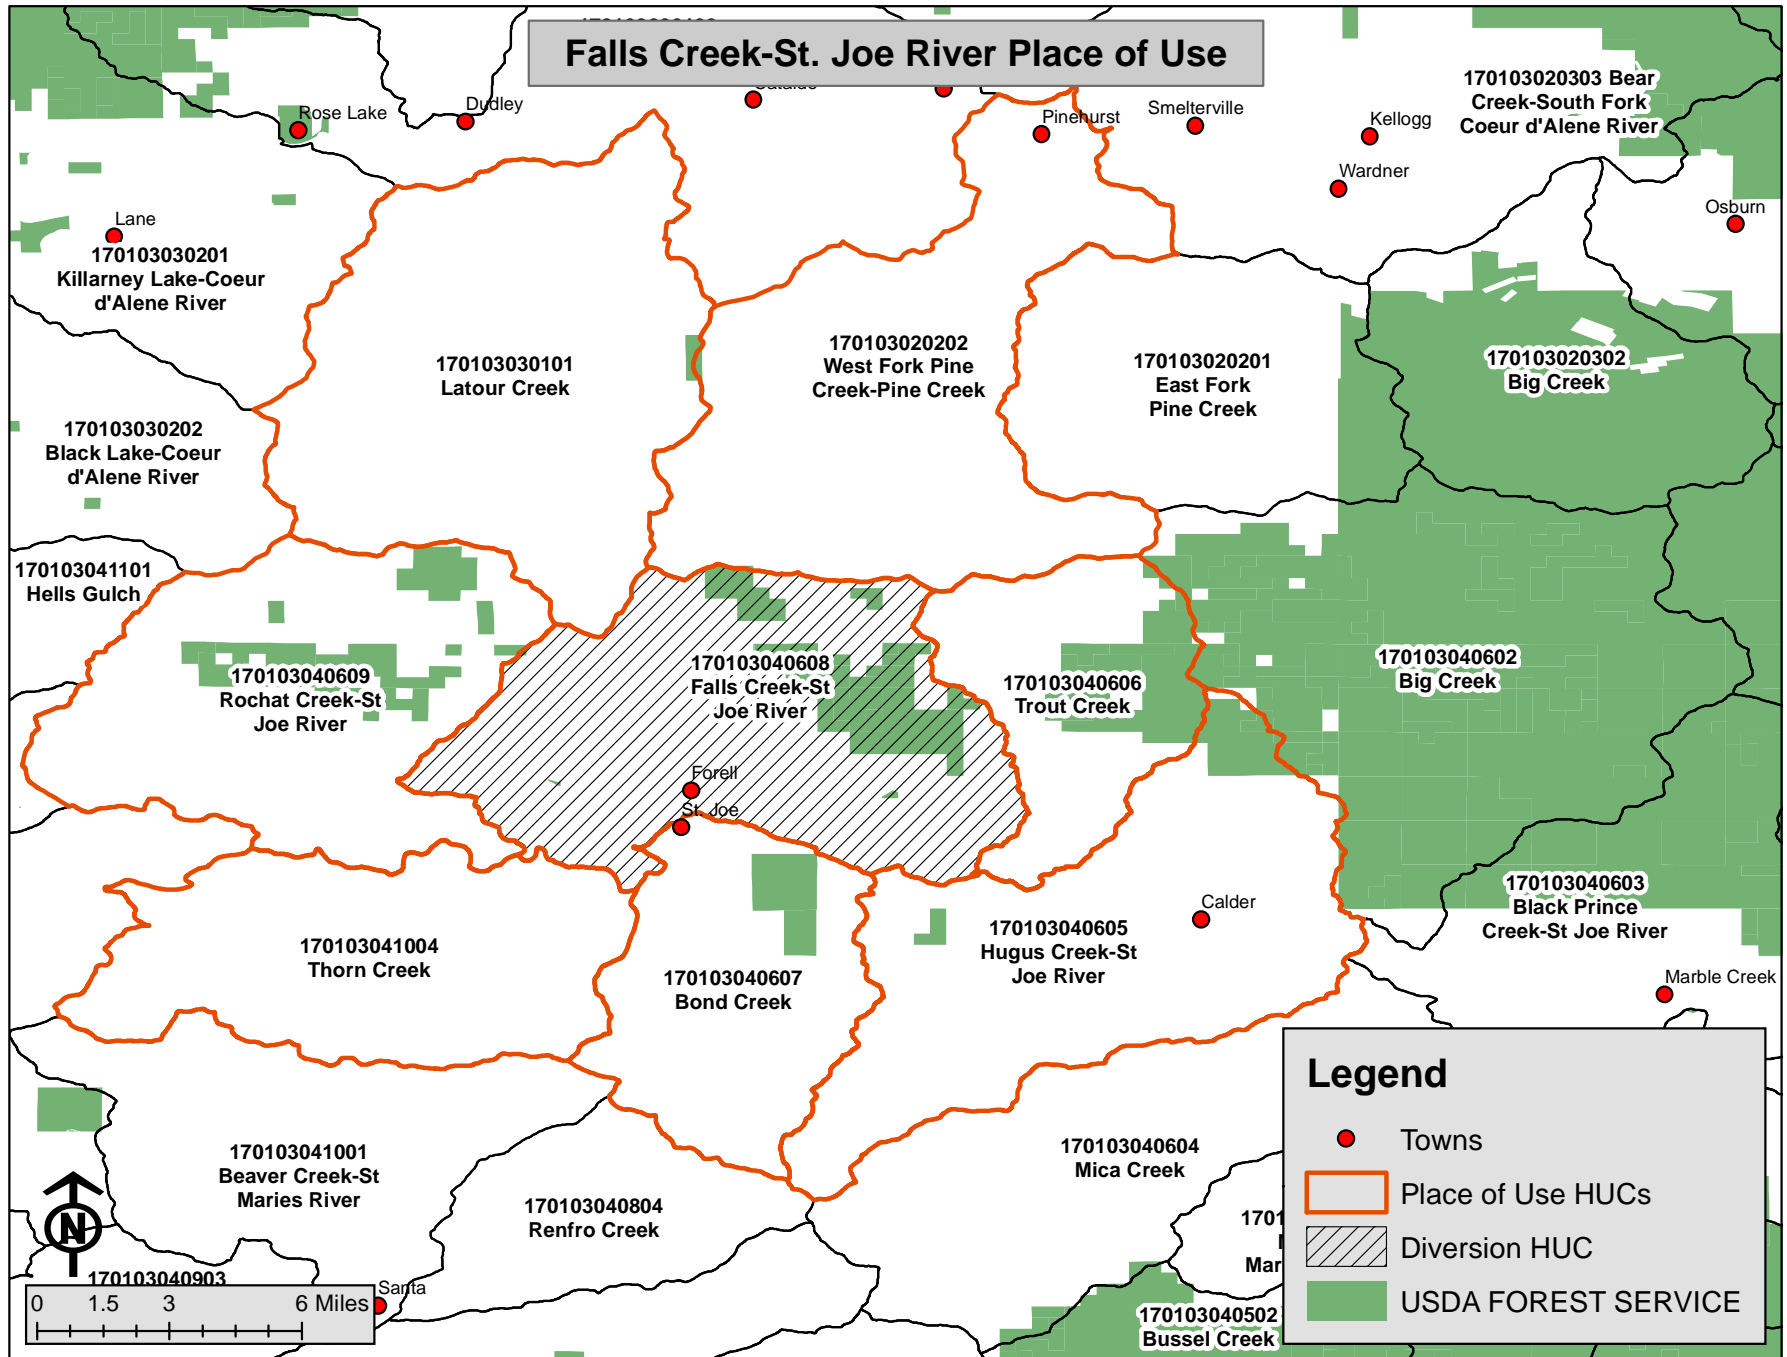 Falls Creek-St. Joe River Place of Use
170103020303 Bear
Creek-South Fork
Coeur d'Alene River
Rose Lake
Dudley
Pinehurst
Smelterville
Kellogg
Wardner
Osburn
Lane
170103030201
Killarney Lake-Coeur
d'Alene River
170103030101
Latour Creek
170103020202
West Fork Pine
Creek-Pine Creek
170103020201
East Fork
Pine Creek
170103020302
Big Creek
170103030202
Black Lake-Coeur
d'Alene River
170103041101
Hells Gulch
170103040609
Rochat Creek-St
Joe River
170103040608
Falls Creek-St
Joe River
170103040606
Trout Creek
170103040602
Big Creek
Forell
St. Joe
170103040603
Black Prince
Creek-St Joe River
Calder
170103041004
Thorn Creek
170103040607
Bond Creek
170103040605
Hugus Creek-St
Joe River
Marble Creek
170103041001
Beaver Creek-St
Maries River
170103040804
Renfro Creek
170103040604
Mica Creek
1701
Mar
170103040903
Santa
170103040502
Bussel Creek
N
0 1.5 3 6 Miles
Legend
Towns
Place of Use HUCs
Diversion HUC
USDA FOREST SERVICE